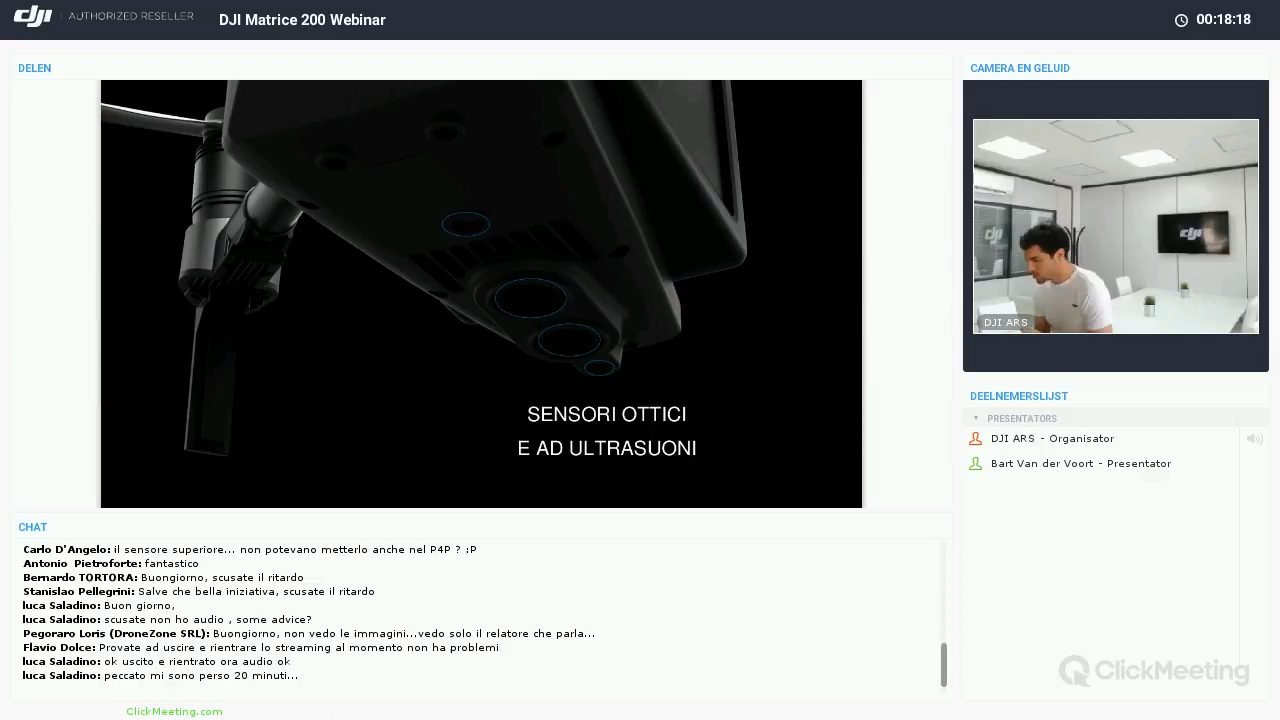 dji AUTHORIZED RESELLER
DJI Matrice 200 Webinar
00:18:18
DELEN
SENSORI OTTICI
E AD ULTRASUONI
CAMERA EN GELUID
dji
dji
DJI ARS
DEELNEMERSLIJST
PRESENTATORS
DJI ARS - Organisator
Bart Van der Voort - Presentator
CHAT
Carlo D'Angelo: il sensore superiore... non potevano metterlo anche nel P4P ? ;P
Antonio Pietroforte: fantastico
Bernardo TORTORA: Buongiorno, scusate il ritardo
Stanislao Pellegrini: Salve che bella iniziativa, scusate il ritardo
luca Saladino: Buon giorno,
luca Saladino: scusate non ho audio , some advice?
Pegoraro Loris (DroneZone SRL): Buongiorno, non vedo le immagini...vedo solo il relatore che parla...
Flavio Dolce: Provate ad uscire e rientrare lo streaming al momento non ha problemi
luca Saladino: ok uscito e rientrato ora audio ok
luca Saladino: peccato mi sono perso 20 minuti...
ClickMeeting
ClickMeeting.com